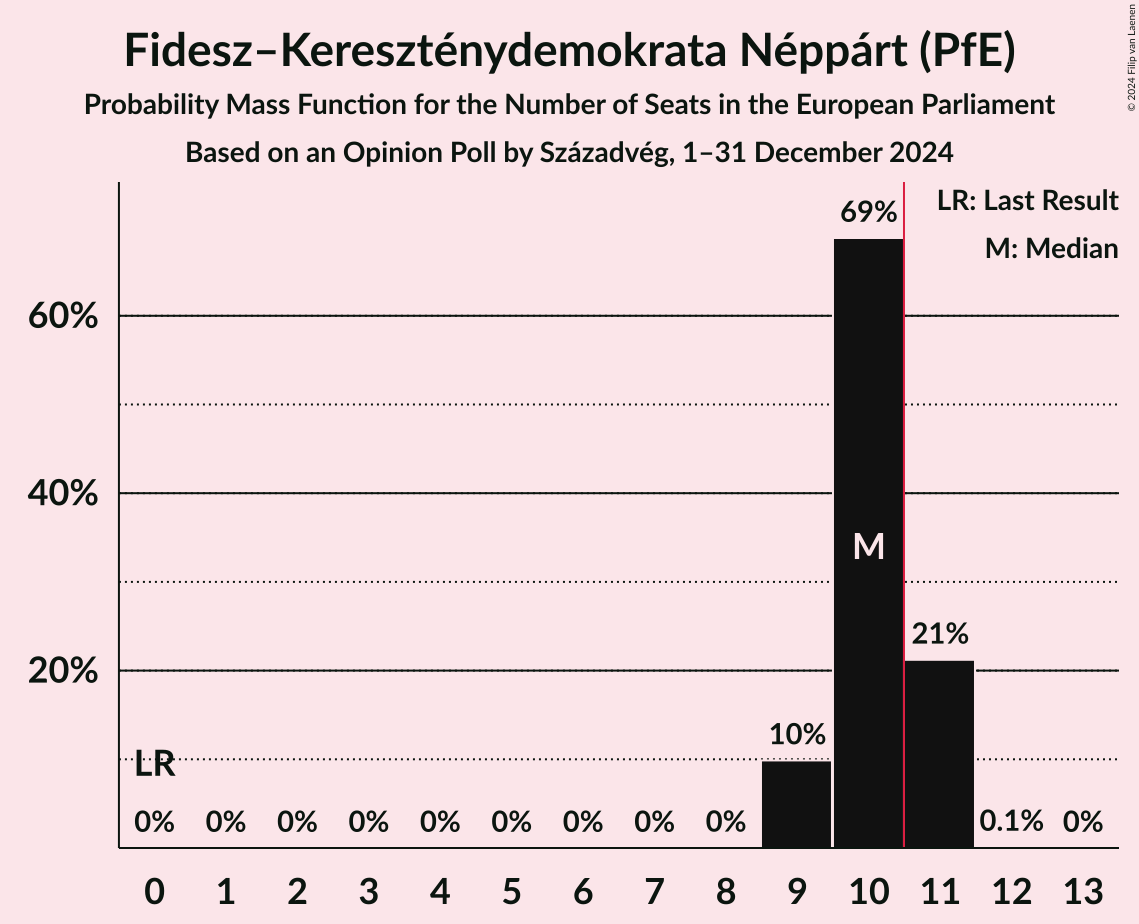 Fidesz–Kereszténydemokrata Néppárt (PfE)
Probability Mass Function for the Number of Seats in the European Parliament
Based on an Opinion Poll by Századvég, 1–31 December 2024
© 2024 Filip van Laenen
LR: Last Result
M: Median
69%
60%
40%
M
21%
20%
10%
LR
0% 0% 0% 0% 0% 0% 0% 0% 0% 0.1% 0%
0 1 2 3 4 5 6 7 8 9 10 11 12 13